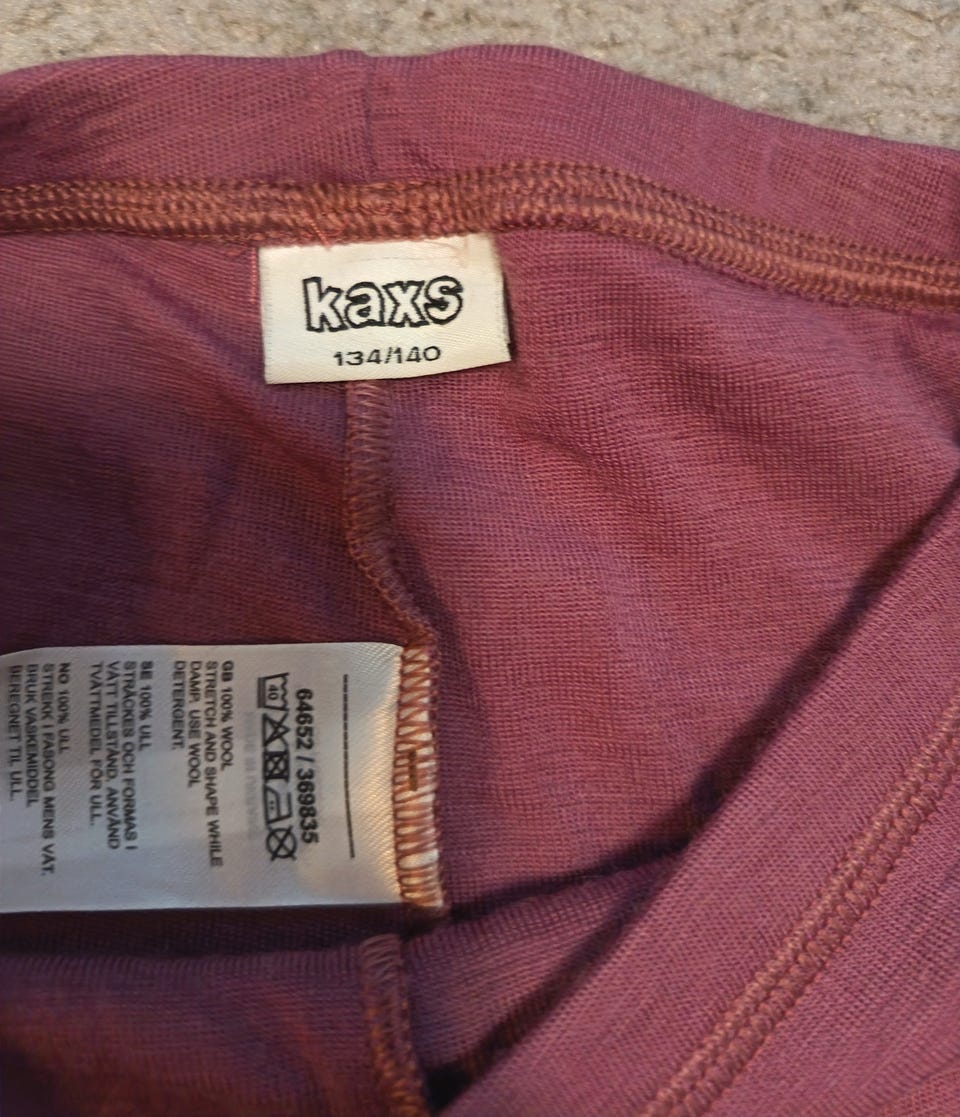 kaxs
134/140
64652 / 369835
40
GB 100% WOOL
STRETCH AND SHAPE WHILE
DAMP. USE WOOL
DETERGENT.
SE 100% ULL
STRÄCKES OCH FORMAS I
VÅTT TILLSTÅND. ANVÄND
TVÄTTMEDEL FÖR ULL.
NO 100% ULL
STREKK I FASONG MENS VÅT.
BRUK VASKEMIDDEL
BEREGNET TIL ULL.